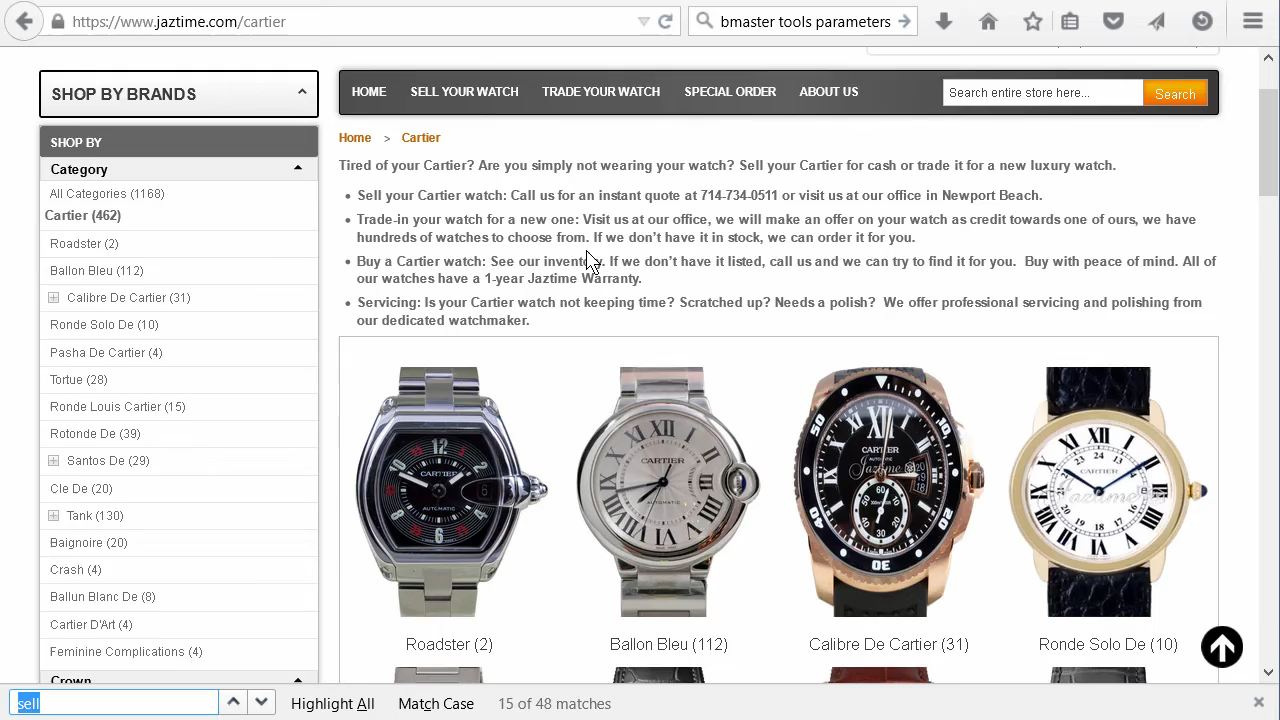 https://www.jaztime.com/cartier
bmaster tools parameters
SHOP BY BRANDS
HOME SELL YOUR WATCH TRADE YOUR WATCH SPECIAL ORDER ABOUT US
Search entire store here...
Search
SHOP BY
Category
All Categories (1168)
Cartier (462)
Roadster (2)
Ballon Bleu (112)
Calibre De Cartier (31)
Ronde Solo De (10)
Pasha De Cartier (4)
Tortue (28)
Ronde Louis Cartier (15)
Rotonde De (39)
Santos De (29)
Cle De (20)
Tank (130)
Baignoire (20)
Crash (4)
Ballun Blanc De (8)
Cartier D'Art (4)
Feminine Complications (4)
Crown
Home > Cartier
Tired of your Cartier? Are you simply not wearing your watch? Sell your Cartier for cash or trade it for a new luxury watch.
• Sell your Cartier watch: Call us for an instant quote at 714-734-0511 or visit us at our office in Newport Beach.
• Trade-in your watch for a new one: Visit us at our office, we will make an offer on your watch as credit towards one of ours, we have
hundreds of watches to choose from. If we don't have it in stock, we can order it for you.
• Buy a Cartier watch: See our inventory. If we don't have it listed, call us and we can try to find it for you. Buy with peace of mind. All of
our watches have a 1-year Jaztime Warranty.
• Servicing: Is your Cartier watch not keeping time? Scratched up? Needs a polish? We offer professional servicing and polishing from
our dedicated watchmaker.
CARTIER
AUTOMATIC
CARTIER
AUTOMATIC
CARTIER
AUTOMATIC
Jaztime
CARTIER
Jaztime
Roadster (2)
Ballon Bleu (112)
Calibre De Cartier (31)
Ronde Solo De (10)
sell
Highlight All
Match Case
15 of 48 matches